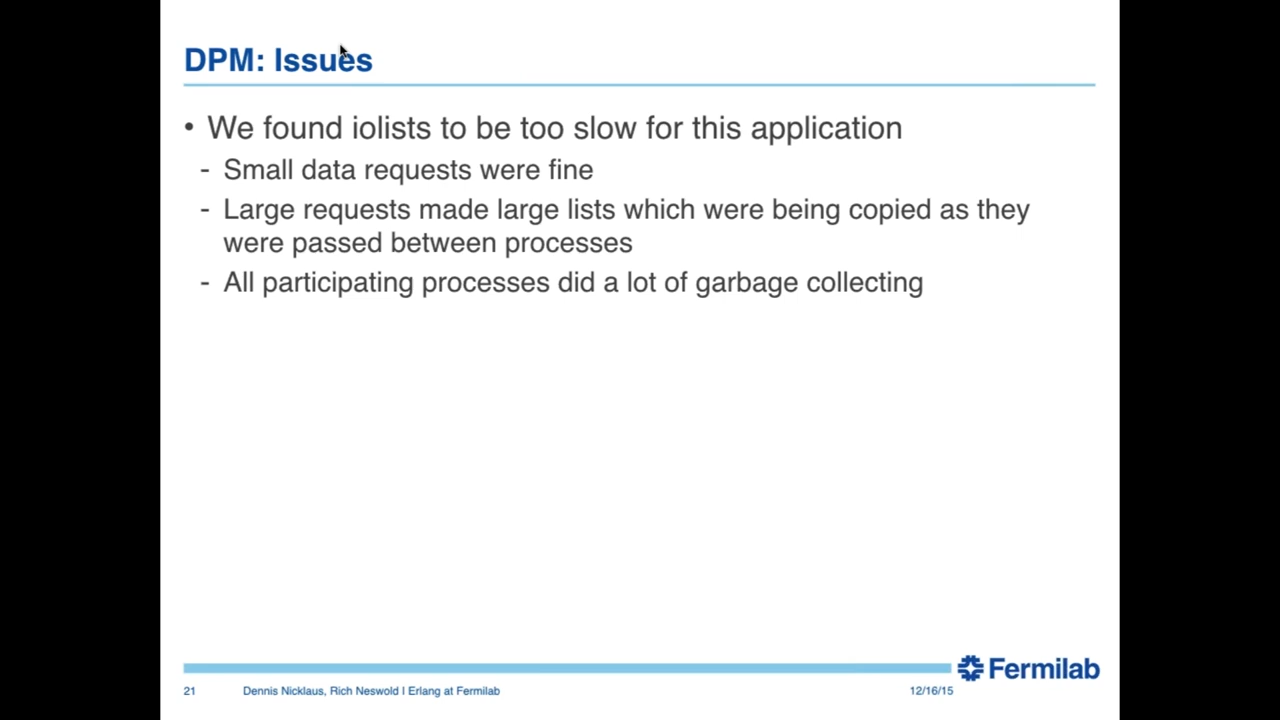 DPM: Issues
• We found iolists to be too slow for this application
- Small data requests were fine
- Large requests made large lists which were being copied as they
were passed between processes
- All participating processes did a lot of garbage collecting
Fermilab
21 Dennis Nicklaus, Rich Neswold | Erlang at Fermilab 12/16/15